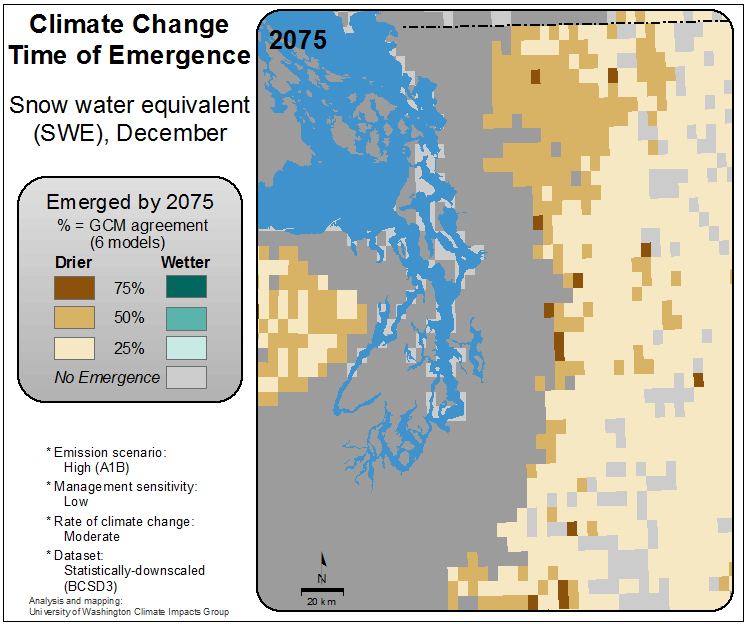 Climate Change
Time of Emergence
Snow water equivalent
(SWE), December
Emerged by 2075
% = GCM agreement
(6 models)
Drier Wetter
75%
50%
25%
No Emergence
* Emission scenario:
High (A1B)
* Management sensitivity:
Low
* Rate of climate change:
Moderate
* Dataset:
Statistically-downscaled
(BCSD3)
Analysis and mapping:
University of Washington Climate Impacts Group
2075
N
20 km